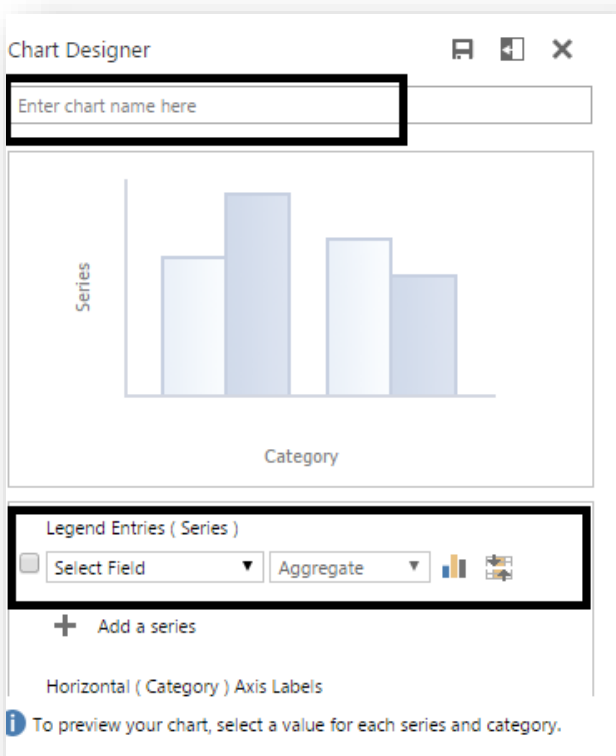 Chart Designer
Enter chart name here
Series
Category
Legend Entries ( Series )
Select Field Aggregate
Add a series
Horizontal ( Category ) Axis Labels
To preview your chart, select a value for each series and category.